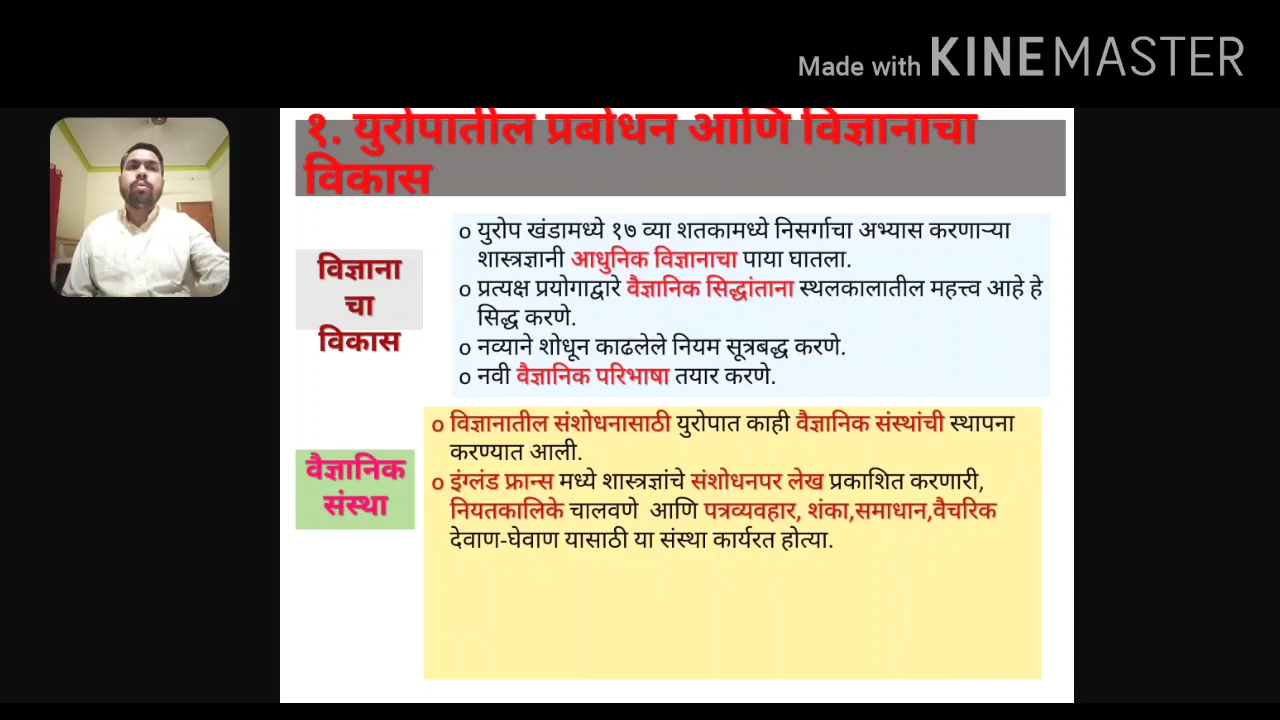 Made with KINEMASTER
१. युरोपातील प्रबोधन आणि विज्ञानाचा
विकास
विज्ञाना
चा
विकास
o युरोप खंडामध्ये १७ व्या शतकामध्ये निसर्गाचा अभ्यास करणाऱ्या
शास्त्रज्ञानी आधुनिक विज्ञानाचा पाया घातला.
o प्रत्यक्ष प्रयोगाद्वारे वैज्ञानिक सिद्धांताना स्थलकालातील महत्त्व आहे हे
सिद्ध करणे.
o नव्याने शोधून काढलेले नियम सूत्रबद्ध करणे.
o नवी वैज्ञानिक परिभाषा तयार करणे.
वैज्ञानिक
संस्था
o विज्ञानातील संशोधनासाठी युरोपात काही वैज्ञानिक संस्थांची स्थापना
करण्यात आली.
o इंग्लंड फ्रान्स मध्ये शास्त्रज्ञांचे संशोधनपर लेख प्रकाशित करणारी,
नियतकालिके चालवणे आणि पत्रव्यवहार, शंका,समाधान,वैचरिक
देवाण-घेवाण यासाठी या संस्था कार्यरत होत्या.